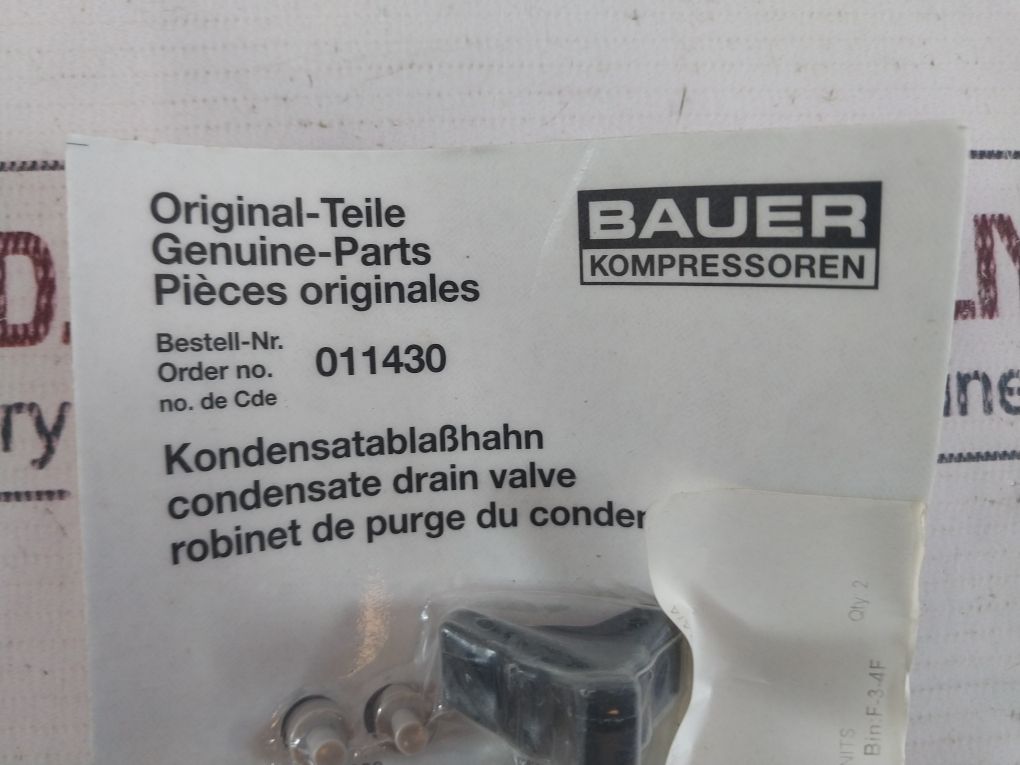 Original-Teile
Genuine-Parts
Pièces originales
BAUER
KOMPRESSOREN
Bestell-Nr.
Order no. 011430
no. de Cde
Kondensatablaßhahn
condensate drain valve
robinet de purge du conden
Qty 2
Bin: F-3-4F